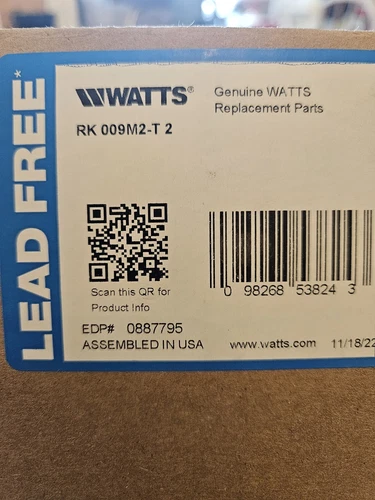 LEAD FREE*
WATTS®
Genuine WATTS
Replacement Parts
RK 009M2-T 2
Scan this QR for
Product Info
0 98268 53824 3
EDP# 0887795
ASSEMBLED IN USA
www.watts.com
11/18/22